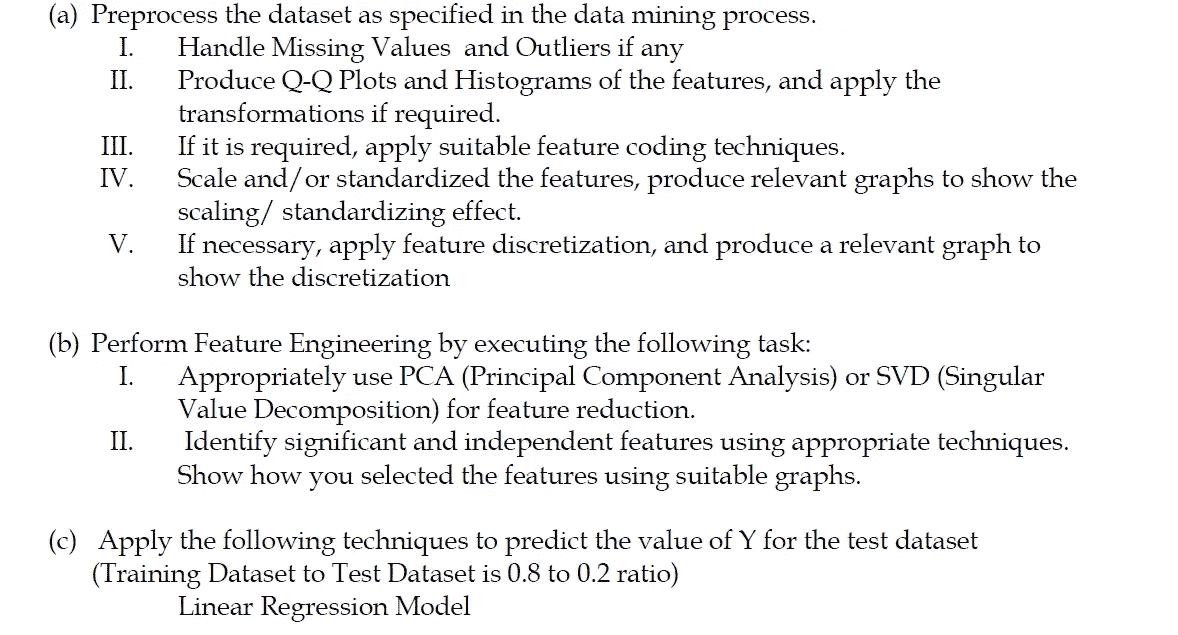 (a) Preprocess the dataset as specified in the data mining process.
I. Handle Missing Values and Outliers if any
II. Produce Q-Q Plots and Histograms of the features, and apply the
transformations if required.
III. If it is required, apply suitable feature coding techniques.
IV. Scale and/or standardized the features, produce relevant graphs to show the
scaling/ standardizing effect.
V. If necessary, apply feature discretization, and produce a relevant graph to
show the discretization
(b) Perform Feature Engineering by executing the following task:
I. Appropriately use PCA (Principal Component Analysis) or SVD (Singular
Value Decomposition) for feature reduction.
II. Identify significant and independent features using appropriate techniques.
Show how you selected the features using suitable graphs.
(c) Apply the following techniques to predict the value of Y for the test dataset
(Training Dataset to Test Dataset is 0.8 to 0.2 ratio)
Linear Regression Model